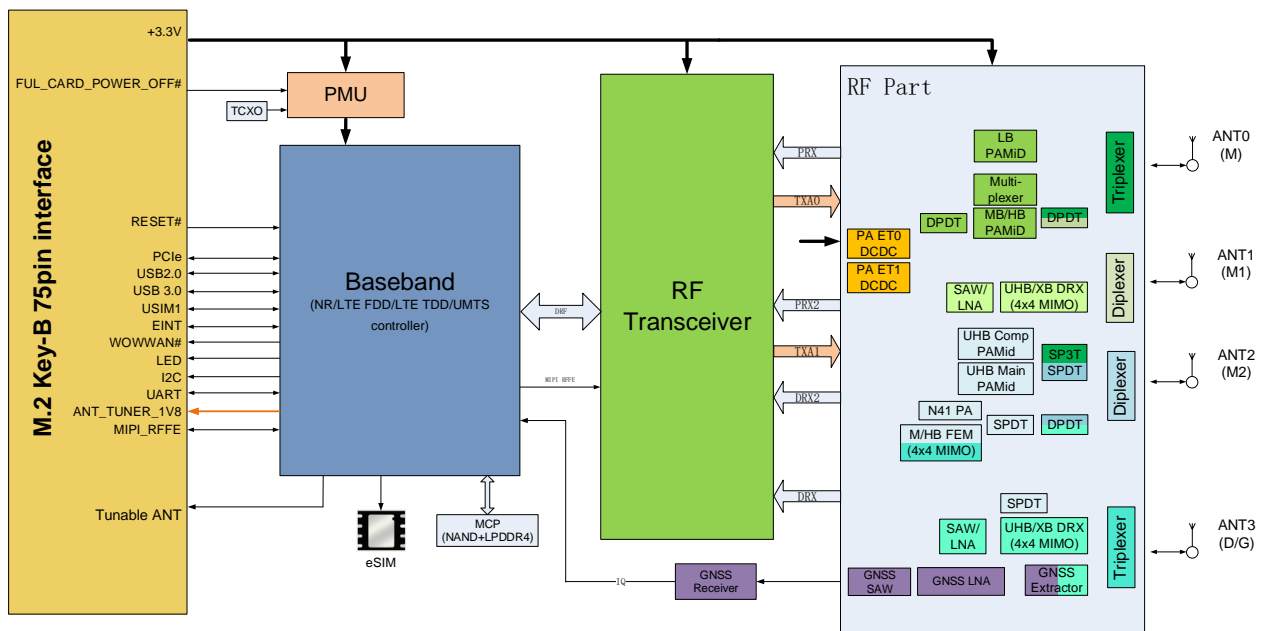 M.2 Key-B 75pin interface
+3.3V
FUL_CARD_POWER_OFF#
RESET#
PCIe
USB2.0
USB 3.0
USIM1
EINT
WOWWAN#
LED
I2C
UART
ANT_TUNER_1V8
MIPI_RFFE
Tunable ANT
PMU
TCXO
Baseband
(NR/LTE FDD/LTE TDD/UMTS
controller)
eSIM
MCP
(NAND+LPDDR4)
DRF
MIPI RFFE
IQ
RF
Transceiver
GNSS
Receiver
PRX
TXA0
PRX2
TXA1
DRX2
DRX
RF Part
LB
PAMiD
Multi-
plexer
DPDT
MB/HB
PAMiD
DPDT
PA ET0
DCDC
PA ET1
DCDC
SAW/
LNA
UHB/XB DRX
(4x4 MIMO)
UHB Comp
PAMid
UHB Main
PAMid
SP3T
SPDT
N41 PA
M/HB FEM
(4x4 MIMO)
SPDT
DPDT
SPDT
SAW/
LNA
UHB/XB DRX
(4x4 MIMO)
GNSS
SAW
GNSS LNA
GNSS
Extractor
Triplexer
Diplexer
Diplexer
Triplexer
ANT0
(M)
ANT1
(M1)
ANT2
(M2)
ANT3
(D/G)